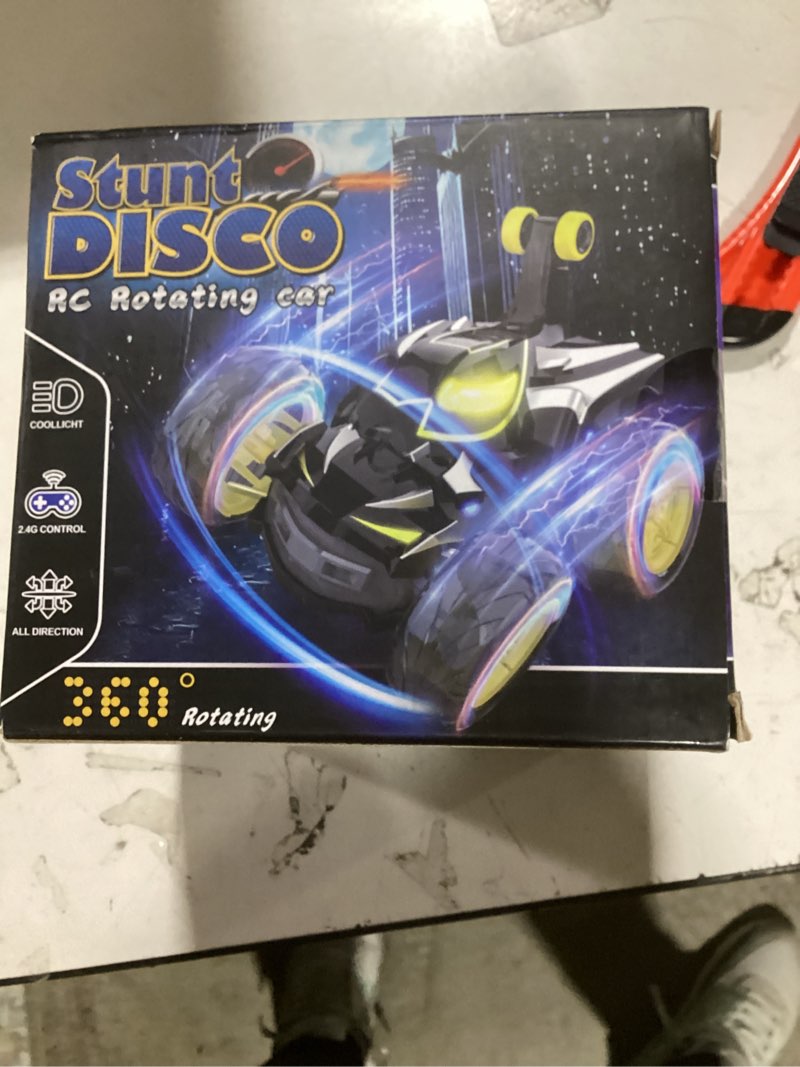 Stunt
DISCO
RC Rotating car
COOLLICHT
2.4G CONTROL
ALL DIRECTION
360° Rotating